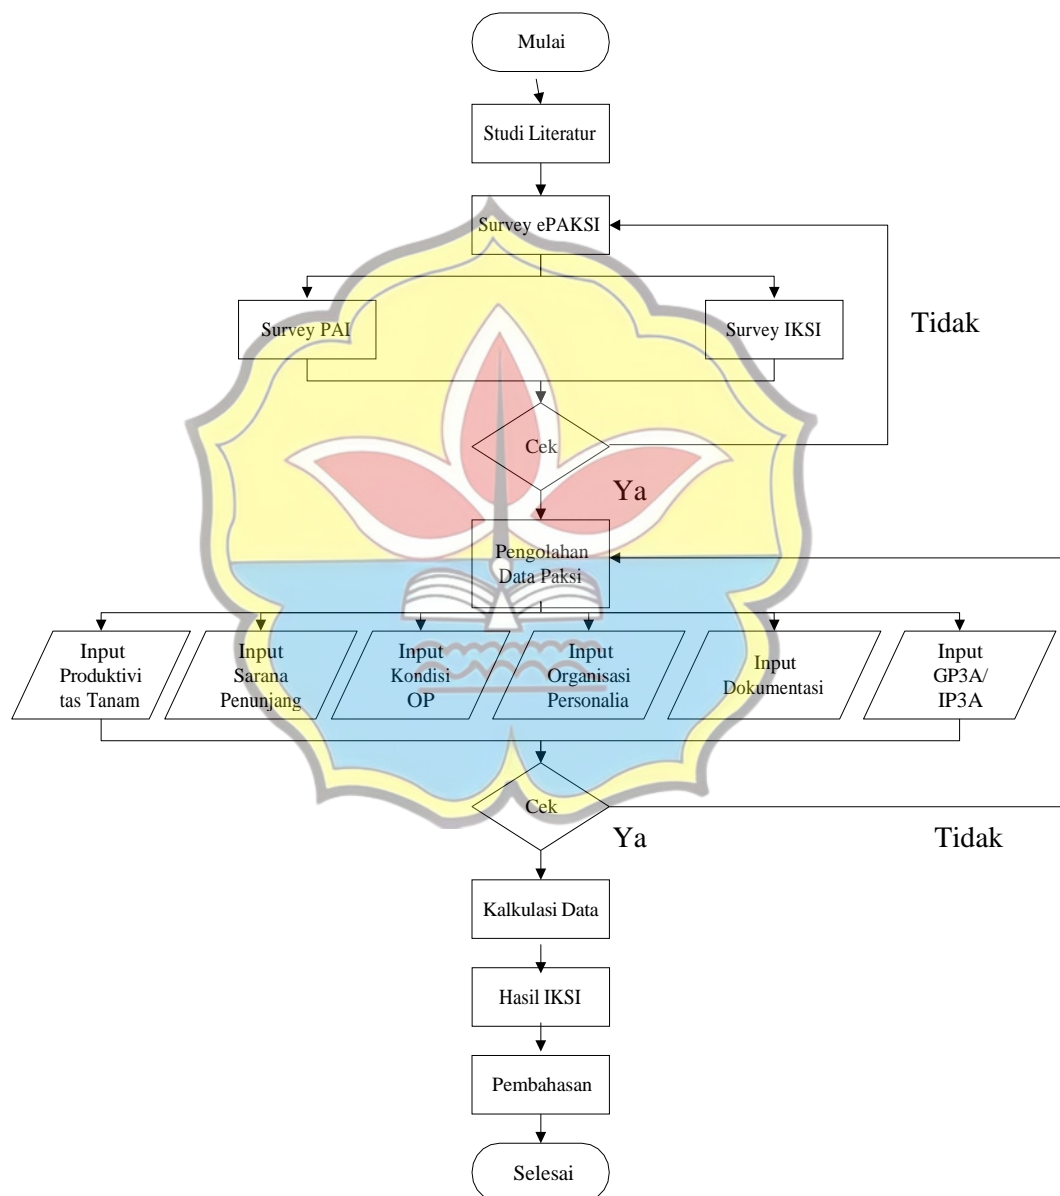 Mulai
Studi Literatur
Survey ePAKSI
Survey PAI
Survey IKSI
Tidak
Cek
Ya
Pengolahan
Data Paksi
Input
Produktivi
tas Tanam
Input
Sarana
Penunjang
Input
Kondisi
OP
Input
Organisasi
Personalia
Input
Dokumentasi
Input
GP3A/
IP3A
Cek
Ya
Tidak
Kalkulasi Data
Hasil IKSI
Pembahasan
Selesai